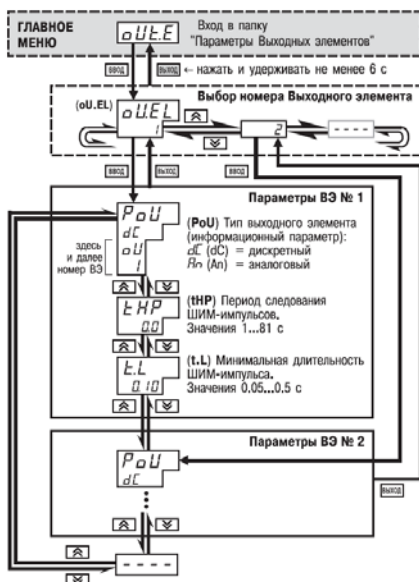 ГЛАВНОЕ МЕНЮ
oUt.E
Вход в папку
"Параметры Выходных элементов"
ВВОД
ВЫХОД
← нажать и удерживать не менее 6 с
Выбор номера Выходного элемента
(oU.EL)
oU.EL
1
2
- - - -
ВВОД
ВЫХОД
ВВОД
Параметры ВЭ № 1
PoU
dC
oU
1
здесь
и далее
номер ВЭ
(PoU) Тип выходного элемента
(информационный параметр):
dC (dC) = дискретный
An (An) = аналоговый
tHP
0.0
(tHP) Период следования
ШИМ-импульсов.
Значения 1...81 с
t.L
0.10
(t.L) Минимальная длительность
ШИМ-импульса.
Значения 0.05...0.5 с
Параметры ВЭ № 2
PoU
dC
ВЫХОД
- - - -